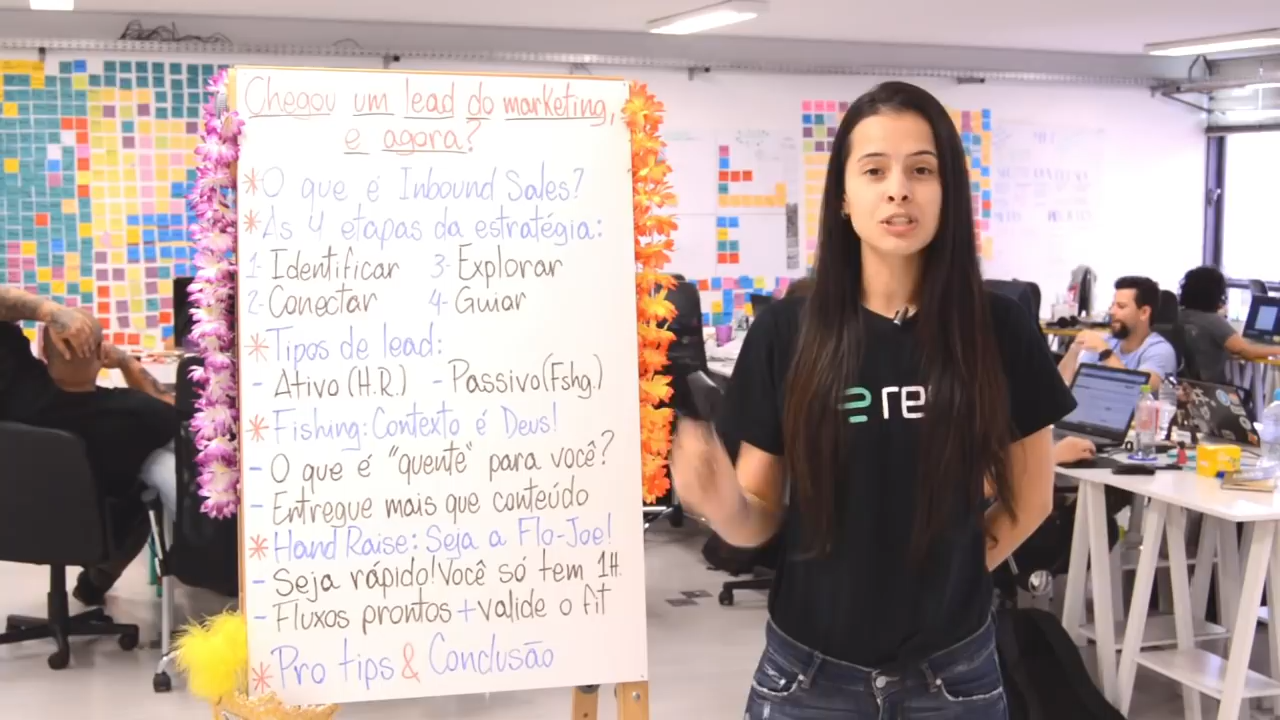 Chegou um lead do marketing,
e agora?
* O que é Inbound Sales?
* As 4 etapas da estratégia:
1- Identificar 3- Explorar
2- Conectar 4- Guiar
* Tipos de lead:
- Ativo (H.R.) - Passivo (Fshg.)
* Fishing: Contexto é Deus!
- O que é "quente" para você?
- Entregue mais que conteúdo
* Hand Raise: Seja a Flo-Joe!
- Seja rápido! Você só tem 1H.
- Fluxos prontos + valide o fit
* Pro tips & Conclusão
re